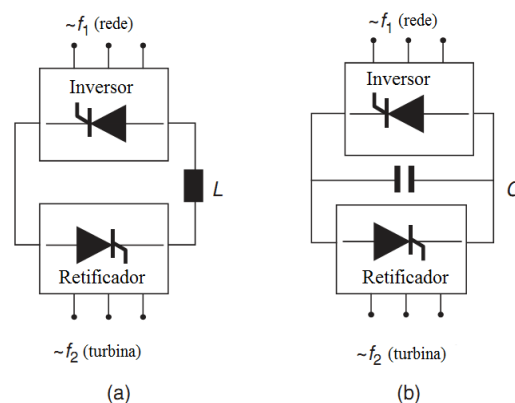 ~f₁ (rede)
Inversor
L
Retificador
~f₂ (turbina)
(a)
~f₁ (rede)
Inversor
C
Retificador
~f₂ (turbina)
(b)